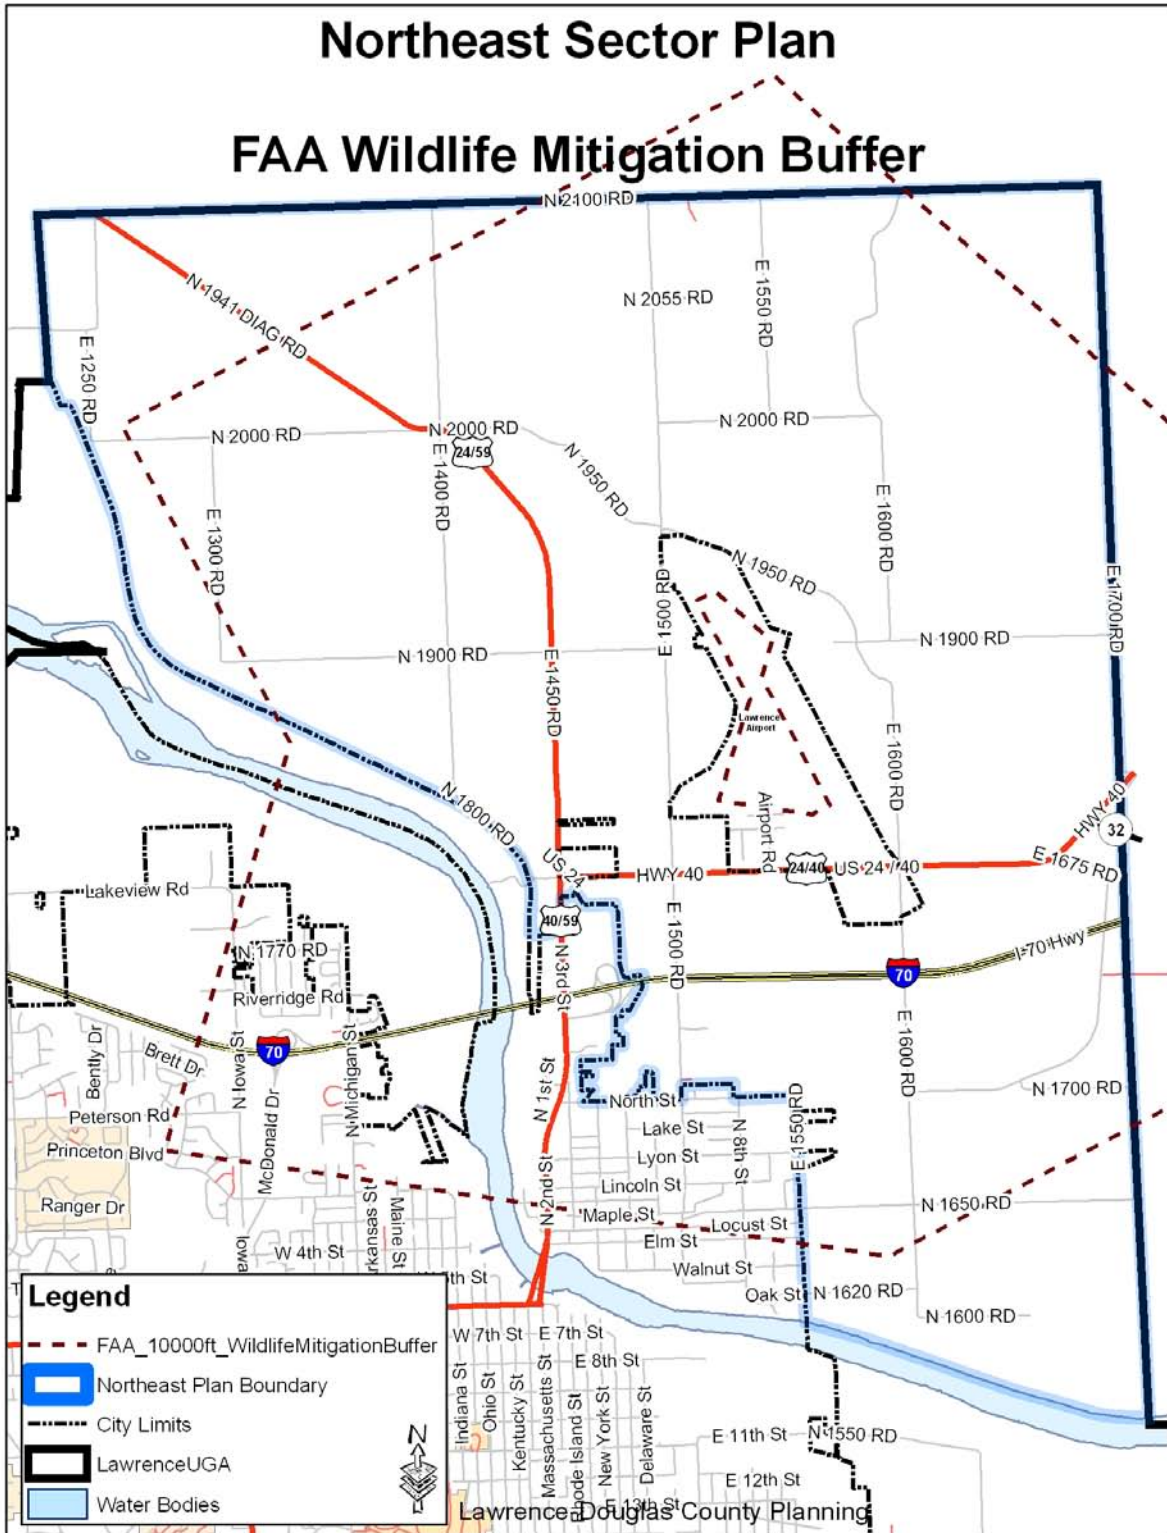 Northeast Sector Plan
FAA Wildlife Mitigation Buffer
N 2100 RD
N 1941 DIAG RD
N 2055 RD
E 1550 RD
E 1250 RD
N 2000 RD
N 2000 RD
N 2000 RD
24/59
N 1950 RD
E 1400 RD
E 1300 RD
E 1600 RD
N 1950 RD
E 1500 RD
E 1700 RD
N 1900 RD
N 1900 RD
E 1450 RD
Lawrence
Airport
E 1600 RD
N 1800 RD
Airport Rd
HWY 40
32
US 24
HWY 40
24/40
US 24 / 40
E 1675 RD
Lakeview Rd
40/59
N 1770 RD
N 3rd St
E 1500 RD
I-70 Hwy
70
Riverridge Rd
Bently Dr
Brett Dr
N Iowa St
70
N Michigan St
E 1600 RD
N 1st St
McDonald Dr
N 1700 RD
Peterson Rd
North St
E 1550 RD
Lake St
N 8th St
Princeton Blvd
Lyon St
N 2nd St
Lincoln St
Ranger Dr
Maine St
Maple St
N 1650 RD
Locust St
Iowa
rkansas St
W 4th St
Elm St
Walnut St
5th St
Oak St
N 1620 RD
N 1600 RD
W 7th St
E 7th St
E 8th St
Indiana St
Ohio St
Kentucky St
Massachusetts St
Rhode Island St
New York St
Delaware St
E 11th St
N 1550 RD
E 12th St
E 13th St
Legend
FAA_10000ft_WildlifeMitigationBuffer
Northeast Plan Boundary
City Limits
LawrenceUGA
Water Bodies
N
Lawrence Douglas County Planning